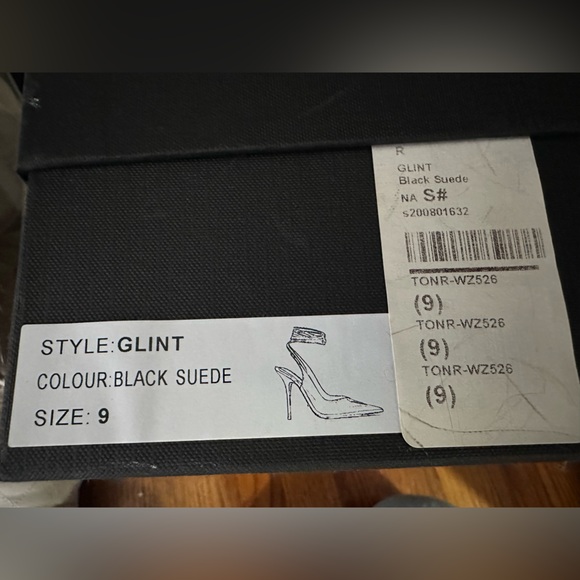 STYLE:GLINT
COLOUR:BLACK SUEDE
SIZE: 9
R
GLINT
Black Suede
NA S#
s200801632
TONR-WZ526
(9)
TONR-WZ526
(9)
TONR-WZ526
(9)